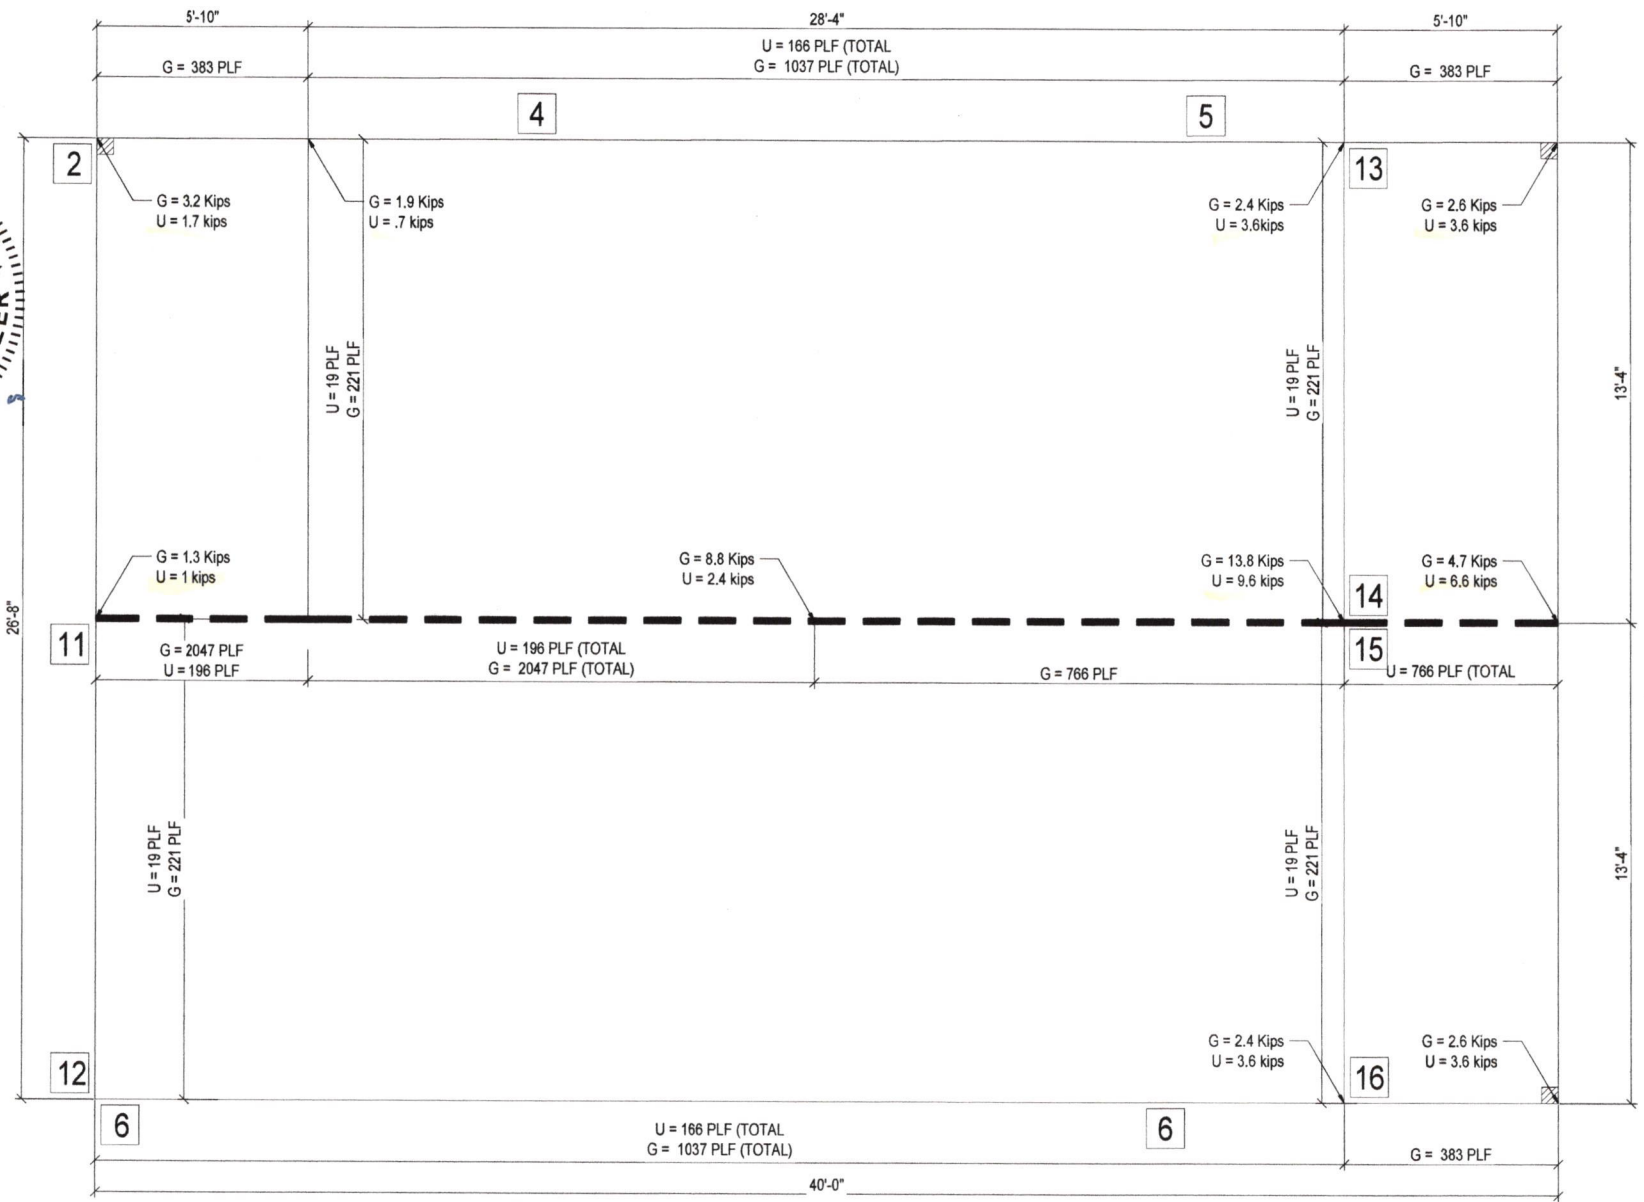 5'-10"
28'-4"
5'-10"
U = 166 PLF (TOTAL
G = 1037 PLF (TOTAL)
G = 383 PLF
G = 383 PLF
4
5
2
13
G = 3.2 Kips
U = 1.7 kips
G = 1.9 Kips
U = .7 kips
G = 2.4 Kips
U = 3.6kips
G = 2.6 Kips
U = 3.6 kips
U = 19 PLF
G = 221 PLF
U = 19 PLF
G = 221 PLF
13'-4"
26'-8"
G = 1.3 Kips
U = 1 kips
G = 8.8 Kips
U = 2.4 kips
G = 13.8 Kips
U = 9.6 kips
G = 4.7 Kips
U = 6.6 kips
14
11
15
G = 2047 PLF
U = 196 PLF
U = 196 PLF (TOTAL
G = 2047 PLF (TOTAL)
G = 766 PLF
U = 766 PLF (TOTAL
U = 19 PLF
G = 221 PLF
U = 19 PLF
G = 221 PLF
13'-4"
12
G = 2.4 Kips
U = 3.6 kips
G = 2.6 Kips
U = 3.6 kips
16
6
6
U = 166 PLF (TOTAL
G = 1037 PLF (TOTAL)
G = 383 PLF
40'-0"